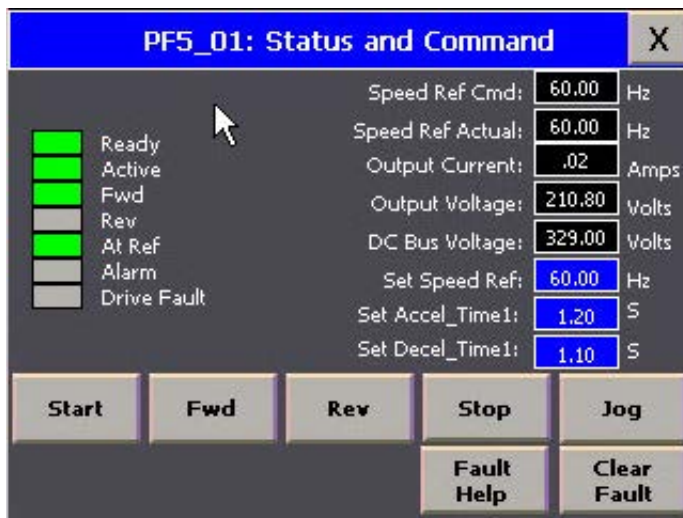 PF5_01: Status and Command
X
Ready
Active
Fwd
Rev
At Ref
Alarm
Drive Fault
Speed Ref Cmd: 60.00 Hz
Speed Ref Actual: 60.00 Hz
Output Current: .02 Amps
Output Voltage: 210.80 Volts
DC Bus Voltage: 329.00 Volts
Set Speed Ref: 60.00 Hz
Set Accel_Time1: 1.20 S
Set Decel_Time1: 1.10 S
Start
Fwd
Rev
Stop
Jog
Fault
Help
Clear
Fault